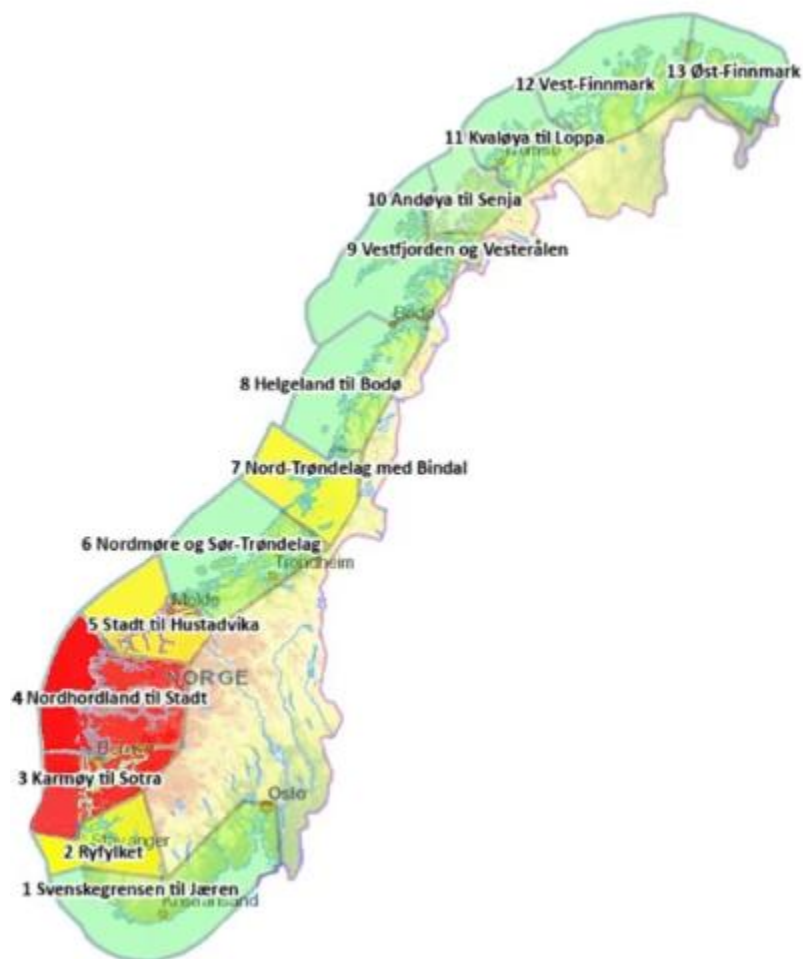 13 Øst-Finnmark
12 Vest-Finnmark
11 Kvaløya til Loppa
10 Andøya til Senja
9 Vestfjorden og Vesterålen
Bodø
8 Helgeland til Bodø
7 Nord-Trøndelag med Bindal
6 Nordmøre og Sør-Trøndelag
Trondheim
Molde
5 Stadt til Hustadvika
NORGE
4 Nordhordland til Stadt
3 Karmøy til Sotra
Oslo
Stavanger
2 Ryfylket
1 Svenskegrensen til Jæren
Kristiansand